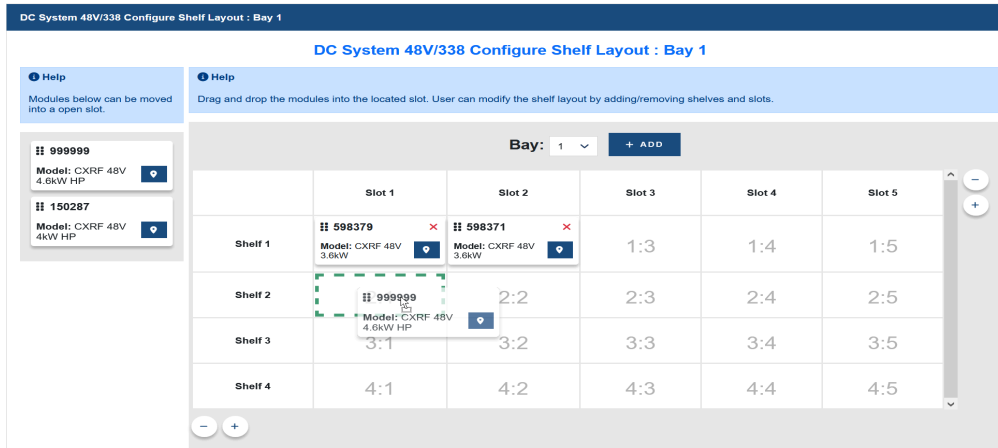 DC System 48V/338 Configure Shelf Layout : Bay 1
DC System 48V/338 Configure Shelf Layout : Bay 1
Help
Modules below can be moved
into a open slot.
Help
Drag and drop the modules into the located slot. User can modify the shelf layout by adding/removing shelves and slots.
999999
Model: CXRF 48V
4.6kW HP
150287
Model: CXRF 48V
4kW HP
Bay: 1 + ADD
Slot 1 Slot 2 Slot 3 Slot 4 Slot 5
Shelf 1
598379
Model: CXRF 48V
3.6kW
598371
Model: CXRF 48V
3.6kW
1:3 1:4 1:5
Shelf 2
999999
Model: CXRF 48V
4.6kW HP
2:2 2:3 2:4 2:5
Shelf 3 3:1 3:2 3:3 3:4 3:5
Shelf 4 4:1 4:2 4:3 4:4 4:5